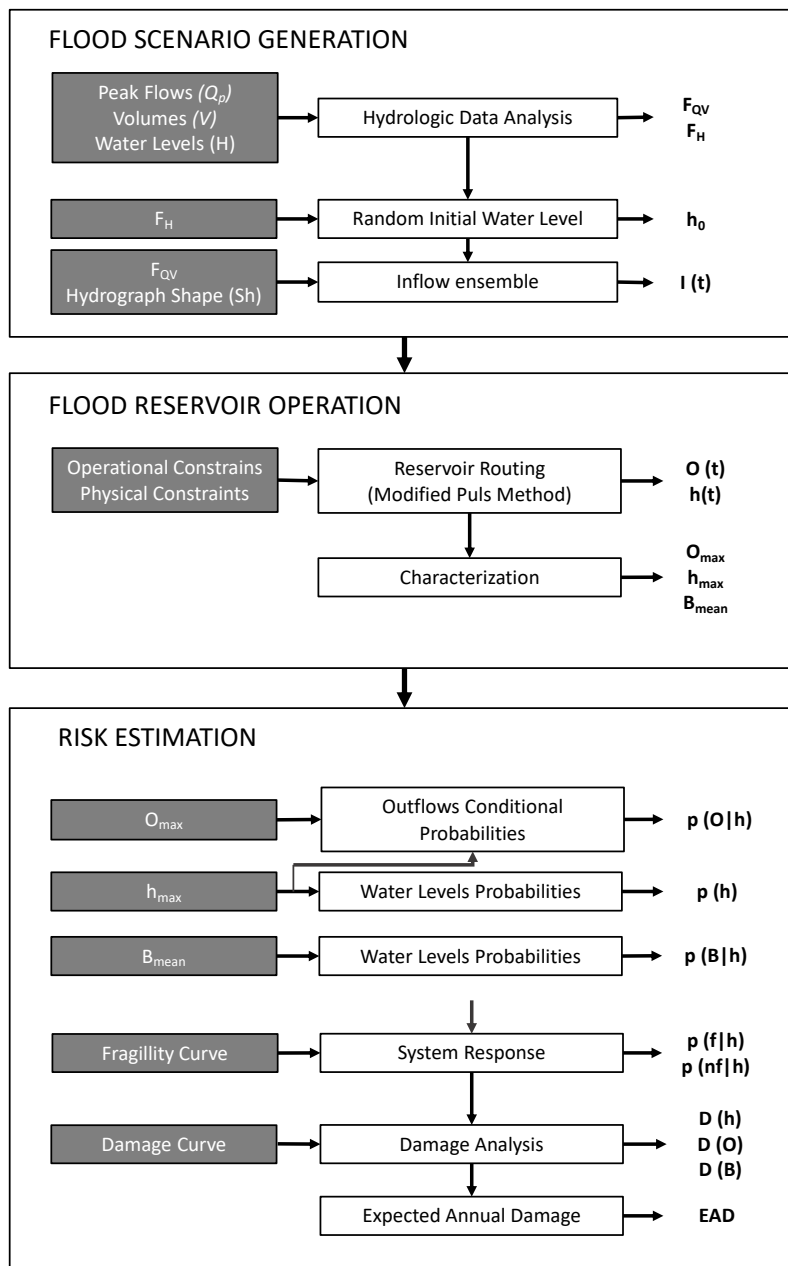 FLOOD SCENARIO GENERATION
Peak Flows (Qp)
Volumes (V)
Water Levels (H)
Hydrologic Data Analysis
FQV
FH
FH
Random Initial Water Level
h0
FQV
Hydrograph Shape (Sh)
Inflow ensemble
I (t)
FLOOD RESERVOIR OPERATION
Operational Constrains
Physical Constraints
Reservoir Routing
(Modified Puls Method)
O (t)
h(t)
Characterization
Omax
hmax
Bmean
RISK ESTIMATION
Omax
Outflows Conditional
Probabilities
p (O|h)
hmax
Water Levels Probabilities
p (h)
Bmean
Water Levels Probabilities
p (B|h)
Fragillity Curve
System Response
p (f|h)
p (nf|h)
Damage Curve
Damage Analysis
D (h)
D (O)
D (B)
Expected Annual Damage
EAD